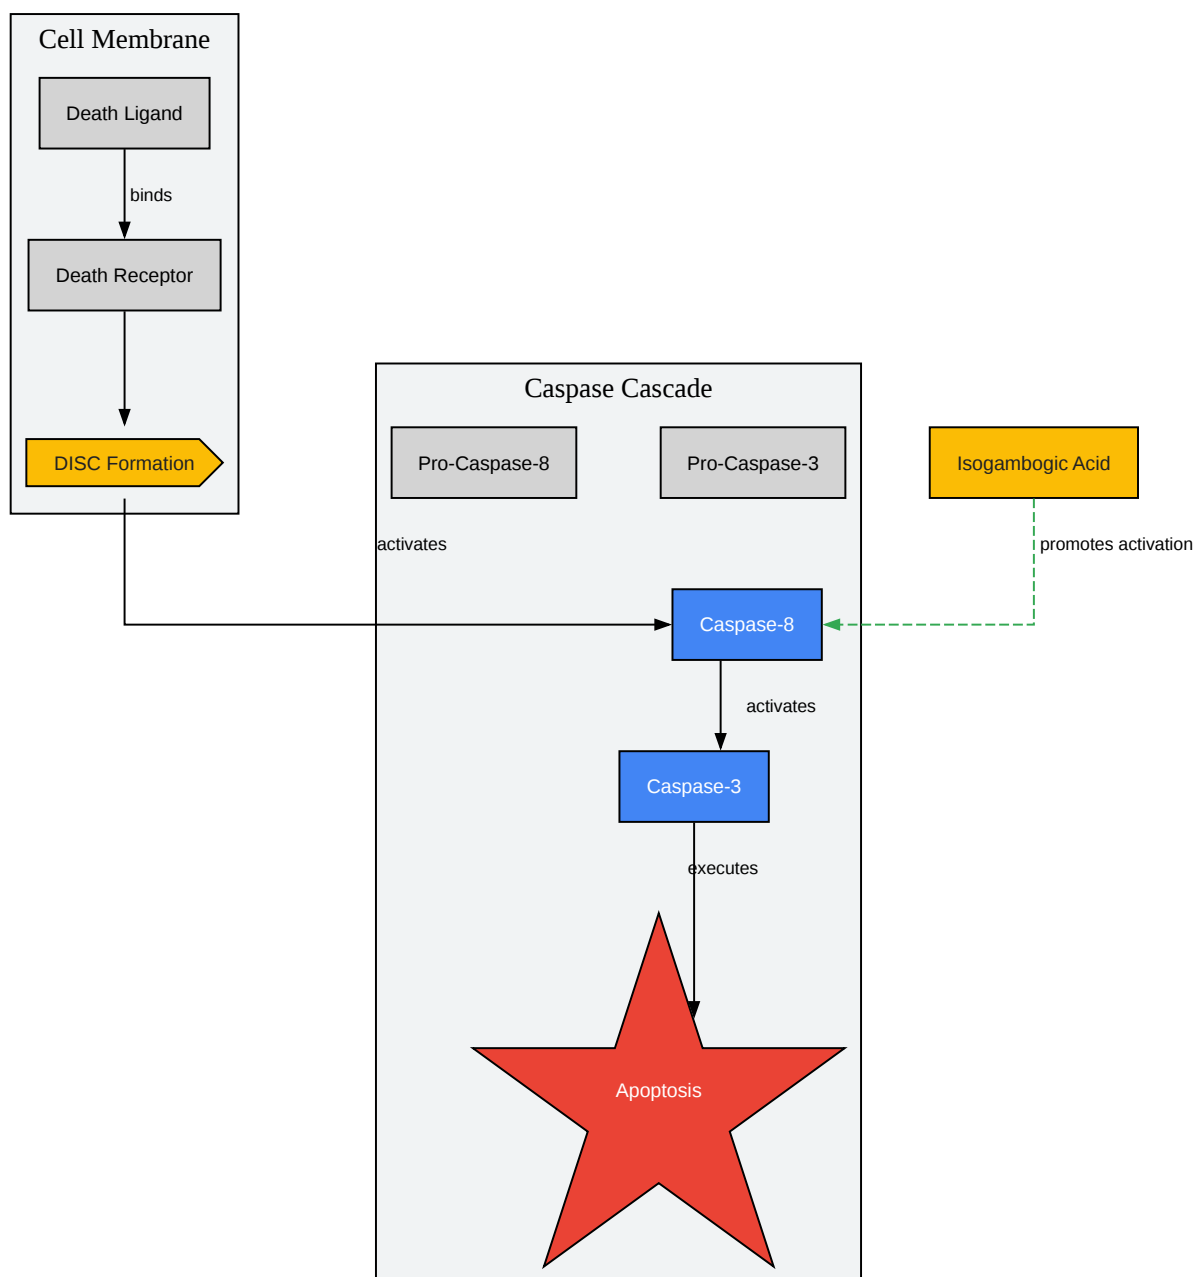 Cell Membrane
Death Ligand
binds
Death Receptor
DISC Formation
Caspase Cascade
Pro-Caspase-8
Pro-Caspase-3
Isogambogic Acid
activates
promotes activation
Caspase-8
activates
Caspase-3
executes
Apoptosis